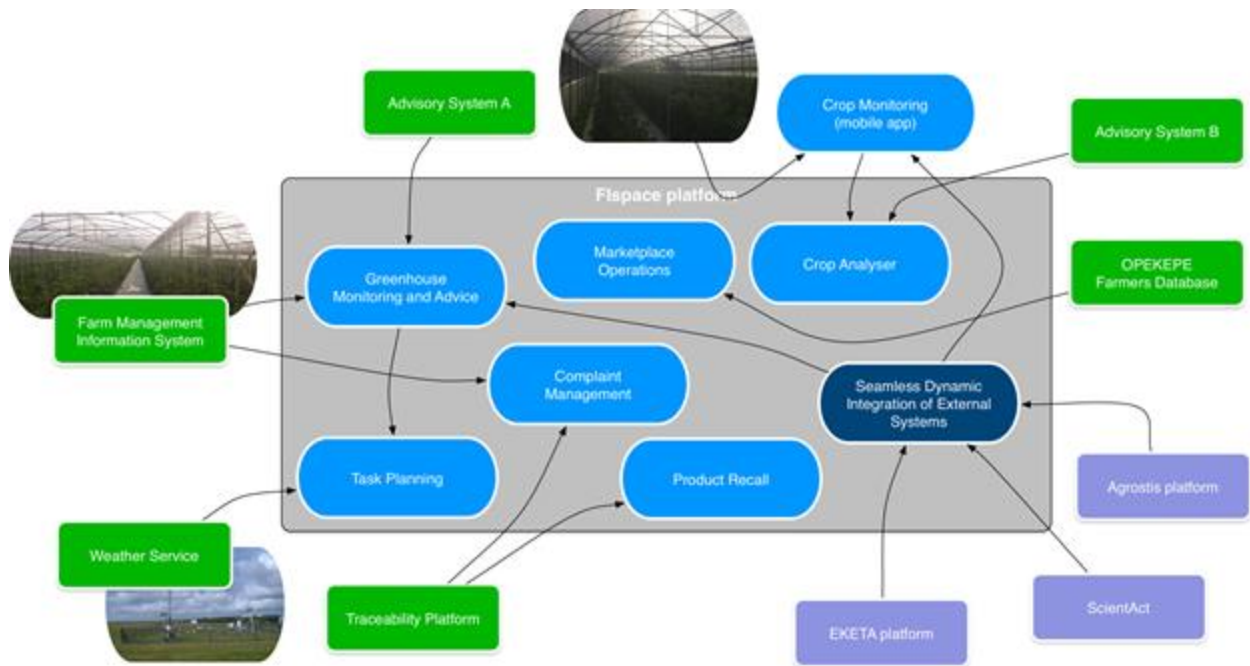 Advisory System A
Crop Monitoring
(mobile app)
Advisory System B
FIspace platform
Marketplace
Operations
Crop Analyser
OPEKEPE
Farmers Database
Greenhouse
Monitoring and Advice
Farm Management
Information System
Complaint
Management
Seamless Dynamic
Integration of External
Systems
Task Planning
Product Recall
Agrostis platform
Weather Service
Traceability Platform
EKETA platform
ScientAct